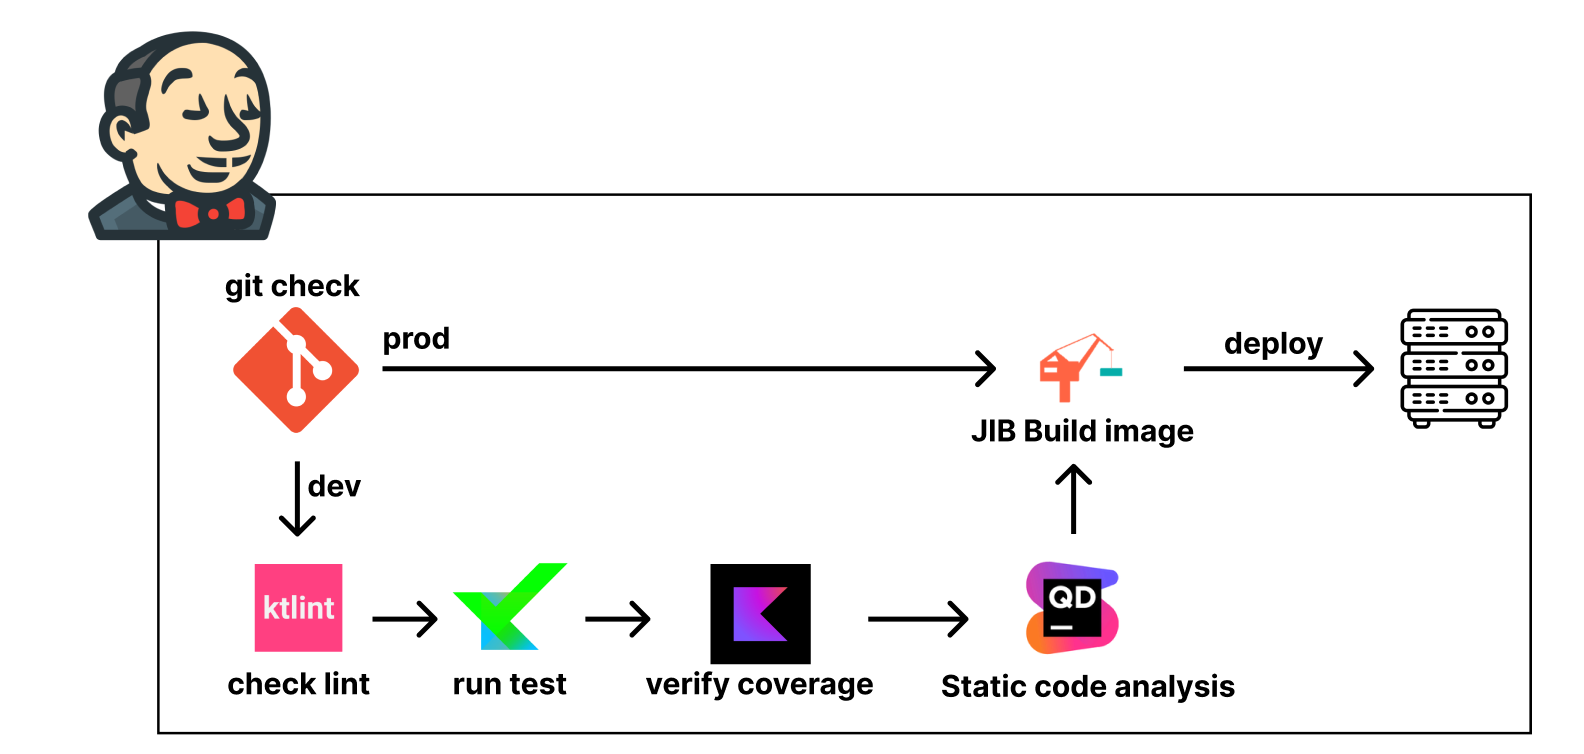 git check
prod
deploy
JIB Build image
dev
ktlint
QD
check lint
run test
verify coverage
Static code analysis